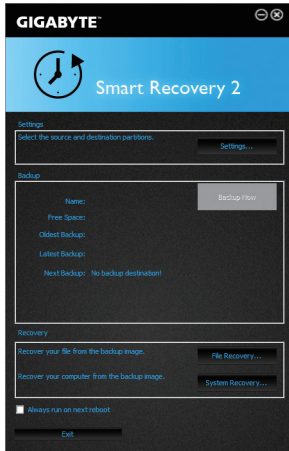 GIGABYTE™
Smart Recovery 2
Settings
Select the source and destination partitions.
Settings...
Backup
Backup Now
Name:
Free Space:
Oldest Backup:
Latest Backup:
Next Backup: No backup destination!
Recovery
Recover your file from the backup image.
File Recovery...
Recover your computer from the backup image.
System Recovery...
Always run on next reboot
Exit